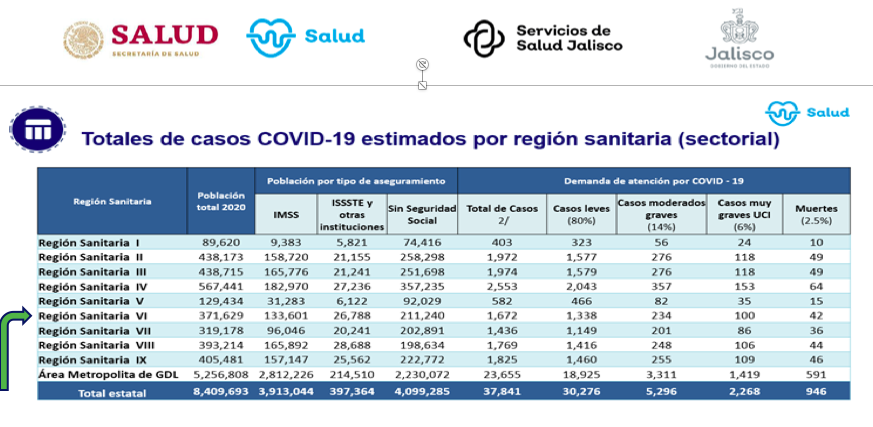 SALUD
SECRETARÍA DE SALUD
Salud
Servicios de
Salud Jalisco
Jalisco
GOBIERNO DEL ESTADO
Salud
Totales de casos COVID-19 estimados por región sanitaria (sectorial)
Región Sanitaria Población total 2020 Población por tipo de aseguramiento Demanda de atención por COVID - 19
IMSS ISSSTE y otras instituciones Sin Seguridad Social Total de Casos 2/ Casos leves (80%) Casos moderados graves (14%) Casos muy graves UCI (6%) Muertes (2.5%)
Región Sanitaria I 89,620 9,383 5,821 74,416 403 323 56 24 10
Región Sanitaria II 438,173 158,720 21,155 258,298 1,972 1,577 276 118 49
Región Sanitaria III 438,715 165,776 21,241 251,698 1,974 1,579 276 118 49
Región Sanitaria IV 567,441 182,970 27,236 357,235 2,553 2,043 357 153 64
Región Sanitaria V 129,434 31,283 6,122 92,029 582 466 82 35 15
Región Sanitaria VI 371,629 133,601 26,788 211,240 1,672 1,338 234 100 42
Región Sanitaria VII 319,178 96,046 20,241 202,891 1,436 1,149 201 86 36
Región Sanitaria VIII 393,214 165,892 28,688 198,634 1,769 1,416 248 106 44
Región Sanitaria IX 405,481 157,147 25,562 222,772 1,825 1,460 255 109 46
Área Metropolita de GDL 5,256,808 2,812,226 214,510 2,230,072 23,655 18,925 3,311 1,419 591
Total estatal 8,409,693 3,913,044 397,364 4,099,285 37,841 30,276 5,296 2,268 946